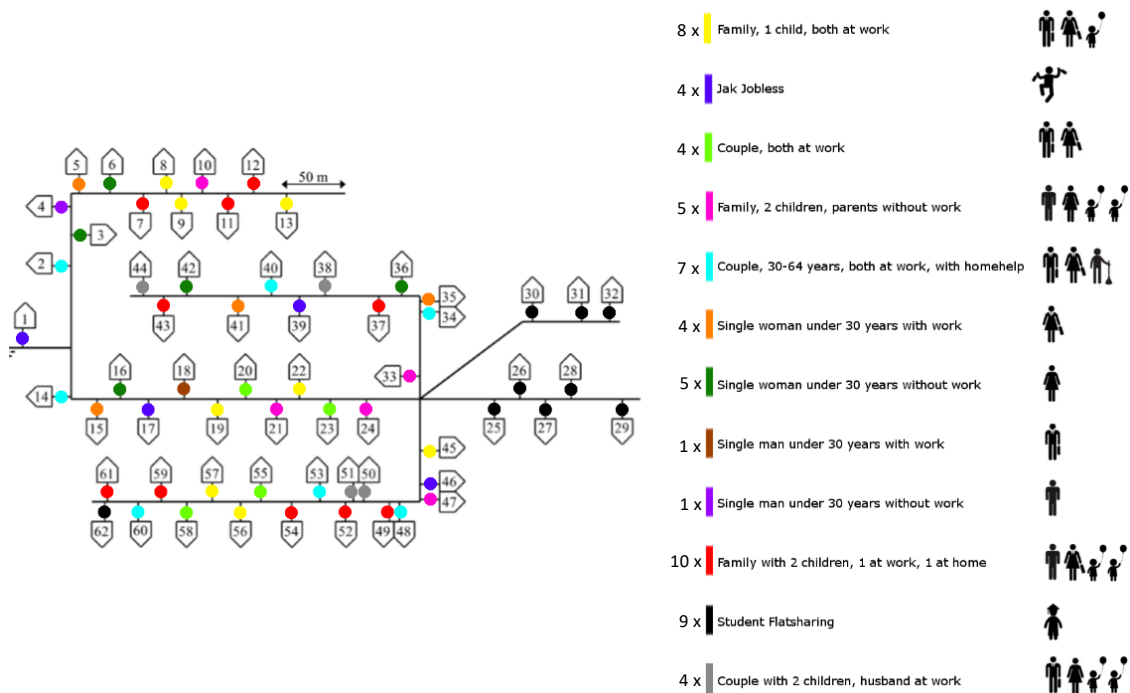 8 x Family, 1 child, both at work
4 x Jak Jobless
4 x Couple, both at work
5 6 8 10 12 50 m
5 x Family, 2 children, parents without work
4 7 9 11 13
3
2 42 40 38 36
7 x Couple, 30-64 years, both at work, with homehelp
44
35
30 31 32
34
1 43 41 39 37
4 x Single woman under 30 years with work
16 18 20 22 33 26 28
5 x Single woman under 30 years without work
14
15 17 19 21 23 24 25 27 29
1 x Single man under 30 years with work
45
61 59 57 55 53 51 50 46
47
1 x Single man under 30 years without work
62 60 58 56 54 52 49 48
10 x Family with 2 children, 1 at work, 1 at home
9 x Student Flatsharing
4 x Couple with 2 children, husband at work